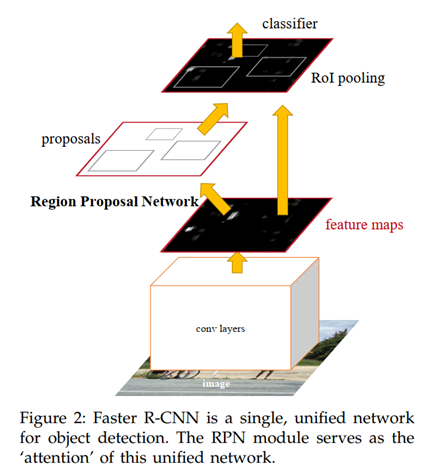 classifier
RoI pooling
proposals
Region Proposal Network
feature maps
conv layers
image
Figure 2: Faster R-CNN is a single, unified network
for object detection. The RPN module serves as the
‘attention’ of this unified network.